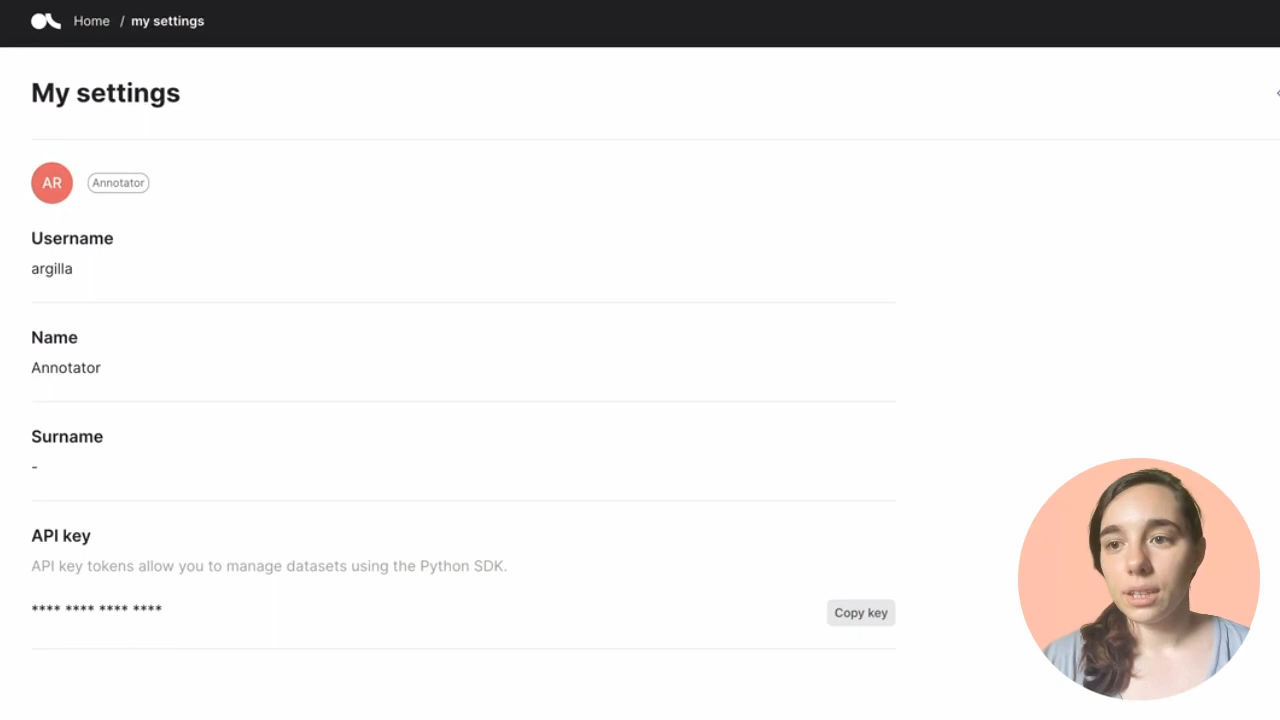 Home / my settings
My settings
AR Annotator
Username
argilla
Name
Annotator
Surname
-
API key
API key tokens allow you to manage datasets using the Python SDK.
**** **** **** ****
Copy key